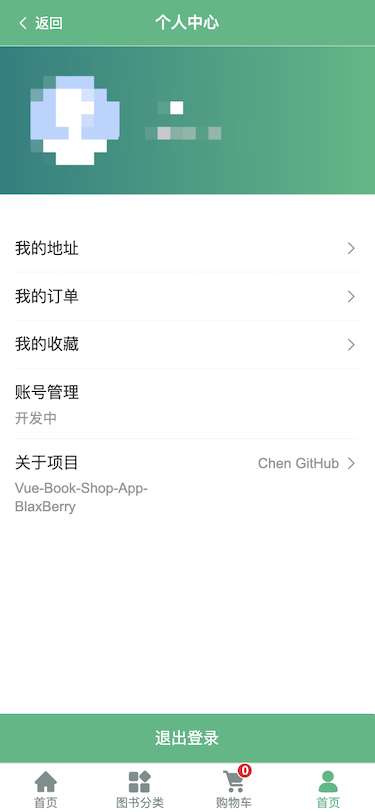 返回
个人中心
我的地址
我的订单
我的收藏
账号管理
开发中
关于项目
Chen GitHub
Vue-Book-Shop-App-
BlaxBerry
退出登录
0
首页
图书分类
购物车
首页